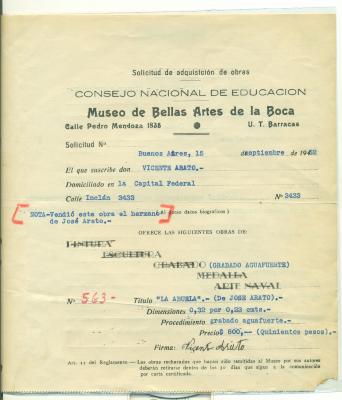 Solicitud de adquisición de obras
CONSEJO NACIONAL DE EDUCACION
Museo de Bellas Artes de la Boca
Calle Pedro Mendoza 1835 U. T. Barracas
Solicitud Nº
Buenos Aires, 15 de septiembre de 1942
El que suscribe don VICENTE ARATO.-
Domiciliado en la Capital Federal
Calle Inclán 3433 Nº 3433
NOTA-Vendió este obra el hermano (datos biograficos)
de José Arato.-
OFRECE LAS SIGUIENTES OBRAS DE:
PINTURA
ESCULTURA
GRABADO (GRABADO AGUAFUERTE)
MEDALLA
ARTE NAVAL
Nº 563- Título "LA ABUELA".- (De JOSE ARATO).-
Dimensiones 0,32 por 0,23 cmts.-
Procedimiento grabado aguafuerte.-
Precio $ 500,-- (Quinientos pesos).-
Firma: Vicente Arato
Art. 11 del Reglamento.— Las obras rechazadas que hayan sido remitidas al Museo por sus autores
deberán retirarse dentro de los 30 días que sigan a la comunicación
por carta certificada.